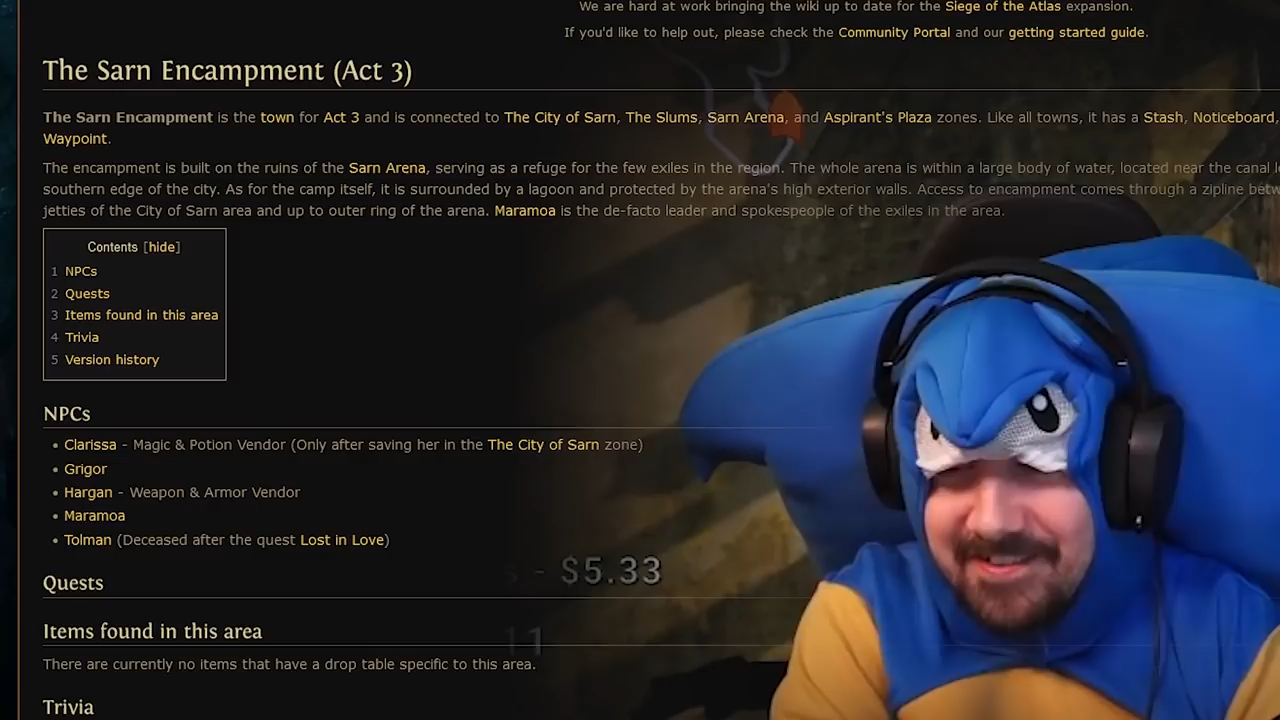 We are hard at work bringing the wiki up to date for the Siege of the Atlas expansion.
If you'd like to help out, please check the Community Portal and our getting started guide.
The Sarn Encampment (Act 3)
The Sarn Encampment is the town for Act 3 and is connected to The City of Sarn, The Slums, Sarn Arena, and Aspirant's Plaza zones. Like all towns, it has a Stash, Noticeboard,
Waypoint.
The encampment is built on the ruins of the Sarn Arena, serving as a refuge for the few exiles in the region. The whole arena is within a large body of water, located near the canal
southern edge of the city. As for the camp itself, it is surrounded by a lagoon and protected by the arena's high exterior walls. Access to encampment comes through a zipline
jetties of the City of Sarn area and up to outer ring of the arena. Maramoa is the de-facto leader and spokespeople of the exiles in the area.
Contents [hide]
1 NPCs
2 Quests
3 Items found in this area
4 Trivia
5 Version history
NPCs
• Clarissa - Magic & Potion Vendor (Only after saving her in the The City of Sarn zone)
• Grigor
• Hargan - Weapon & Armor Vendor
• Maramoa
• Tolman (Deceased after the quest Lost in Love)
- $5.33
Quests
Items found in this area
11
There are currently no items that have a drop table specific to this area.
Trivia